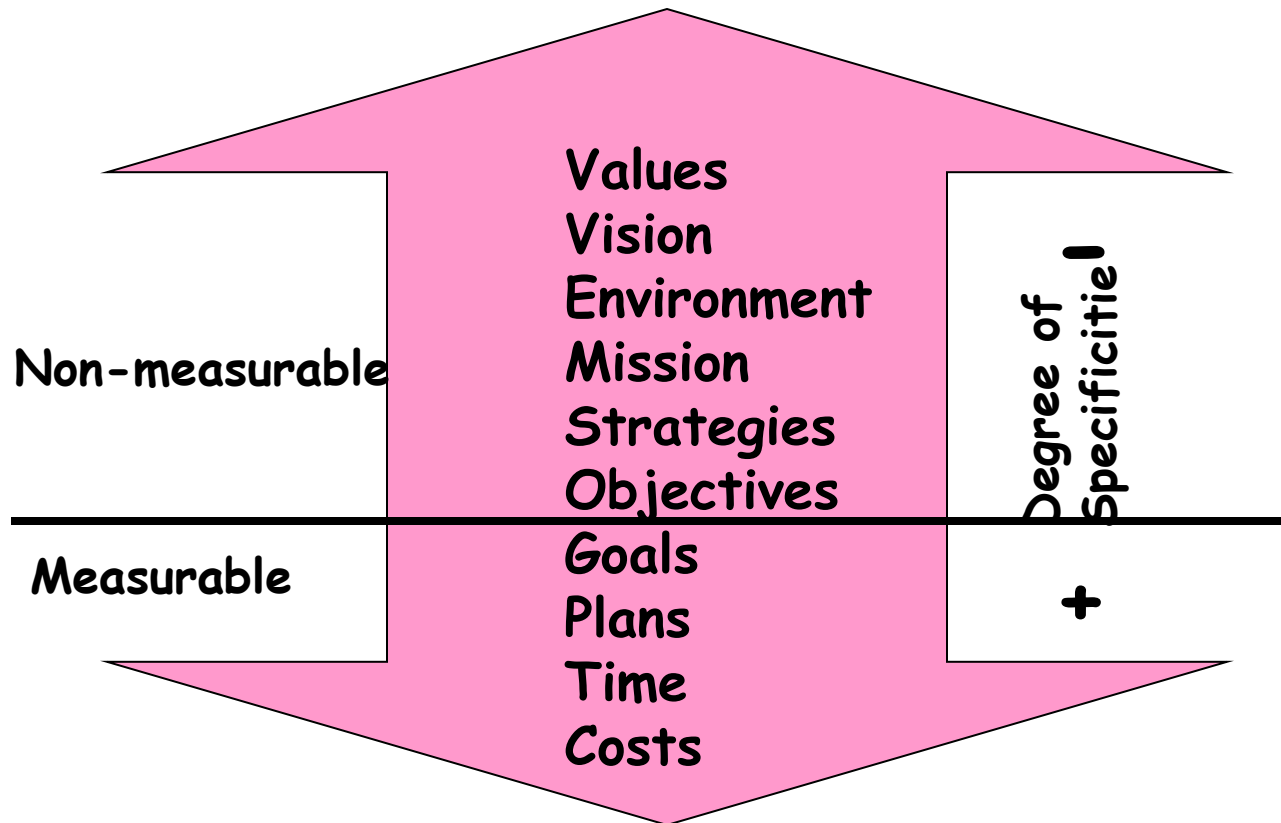 Values
Vision
Environment
Mission
Strategies
Objectives
Goals
Plans
Time
Costs
Non-measurable
Measurable
Degree of
Specificitie
-
+